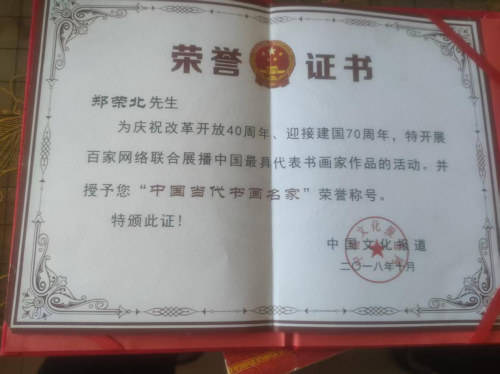 荣誉证书
郑荣北先生
为庆祝改革开放40周年、迎接建国70周年，特开展
百家网络联合展播中国最具代表书画家作品的活动。并
授予您“中国当代书画名家”荣誉称号。
特颁此证！
中国文化报道
二〇一八年十月